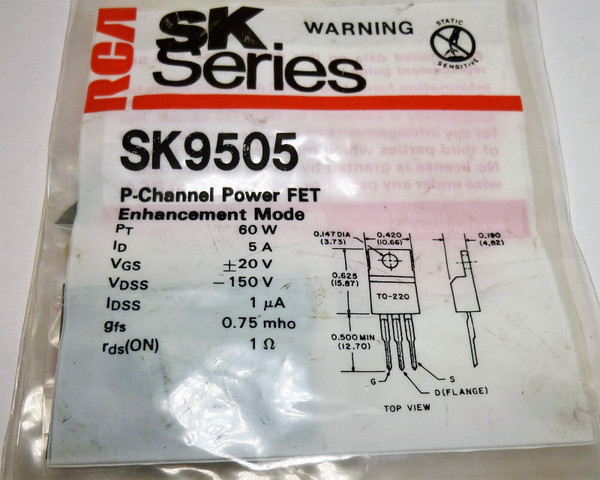 RCA
SK
Series
WARNING
STATIC
SENSITIVE
SK9505
P-Channel Power FET
Enhancement Mode
PT 60 W
ID 5 A
VGS ±20 V
VDSS −150 V
IDSS 1 μA
gfs 0.75 mho
rds(ON) 1 Ω
0.147 DIA
(3.73)
0.420
(10.66)
0.190
(4.82)
0.625
(15.87)
TO-220
0.500 MIN
(12.70)
G
S
D(FLANGE)
TOP VIEW